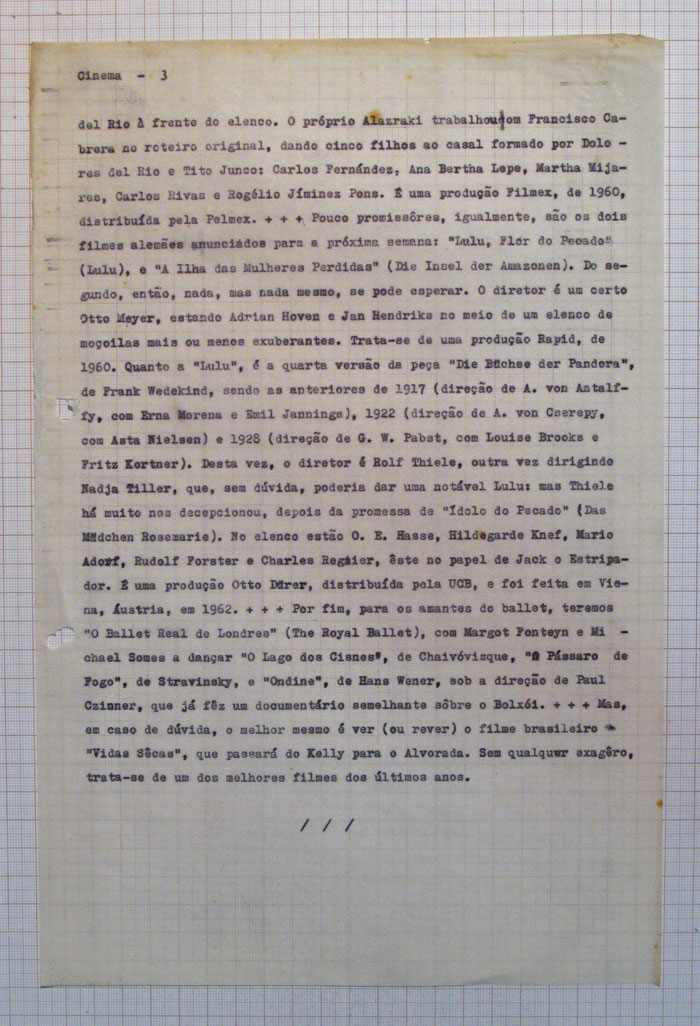 Cinema - 3
del Rio à frente do elenco. O próprio Alazraki trabalhou com Francisco Ca-
brera no roteiro original, dando cinco filhos ao casal formado por Dolo -
res del Rio e Tito Junco: Carlos Fernández, Ana Bertha Lepe, Martha Mija-
res, Carlos Rivas e Rogélio Jíminez Pons. É uma produção Filmex, de 1960,
distribuída pela Pelmex. + + + Pouco promissôres, igualmente, são os dois
filmes alemães anunciados para a próxima semana: "Lulu, Flôr do Pecado"
(Lulu), e "A Ilha das Mulheres Perdidas" (Die Insel der Amazonen). Do se-
gundo, então, nada, mas nada mesmo, se pode esperar. O diretor é um certo
Otto Meyer, estando Adrian Hoven e Jan Hendriks no meio de um elenco de
moçoilas mais ou menos exuberantes. Trata-se de uma produção Rapid, de
1960. Quanto a "Lulu", é a quarta versão da peça "Die Büchse der Pandora",
de Frank Wedekind, sendo as anteriores de 1917 (direção de A. von Antalf-
fy, com Erna Morena e Emil Jannings), 1922 (direção de A. von Cserepy,
com Asta Nielsen) e 1928 (direção de G. W. Pabst, com Louise Brooks e
Fritz Kortner). Desta vez, o diretor é Rolf Thiele, outra vez dirigindo
Nadja Tiller, que, sem dúvida, poderia dar uma notável Lulu: mas Thiele
há muito nos decepcionou, depois da promessa de "Ídolo do Pecado" (Das
Mädchen Rosemarie). No elenco estão O. E. Hasse, Hildegarde Knef, Mario
Adorf, Rudolf Forster e Charles Regnier, êste no papel de Jack o Estripa-
dor. É uma produção Otto Dürer, distribuída pela UCB, e foi feita em Vie-
na, Áustria, em 1962. + + + Por fim, para os amantes do ballet, teremos
"O Ballet Real de Londres" (The Royal Ballet), com Margot Fonteyn e Mi -
chael Somes a dançar "O Lago dos Cisnes", de Chaivóvisque, "O Pássaro de
Fogo", de Stravinsky, e "Ondine", de Hans Wener, sob a direção de Paul
Czinner, que já fêz um documentário semelhante sôbre o Bolxói. + + + Mas,
em caso de dúvida, o melhor mesmo é ver (ou rever) o filme brasileiro
"Vidas Sêcas", que passará do Kelly para o Alvorada. Sem qualquwr exagêro,
trata-se de um dos melhores filmes dos últimos anos.
/ / /